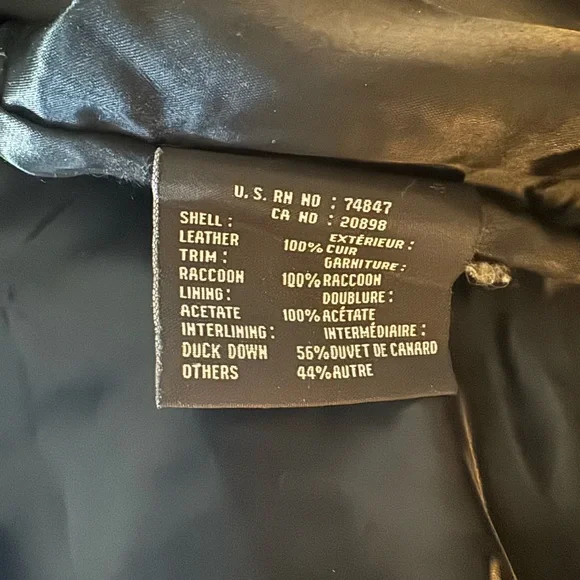 U.S. RN NO : 74847
CA NO : 20898
SHELL : EXTÉRIEUR :
LEATHER 100% CUIR
TRIM : GARNITURE :
RACCOON 100% RACCOON
LINING : DOUBLURE :
ACETATE 100% ACÉTATE
INTERLINING : INTERMÉDIAIRE :
DUCK DOWN 56% DUVET DE CANARD
OTHERS 44% AUTRE